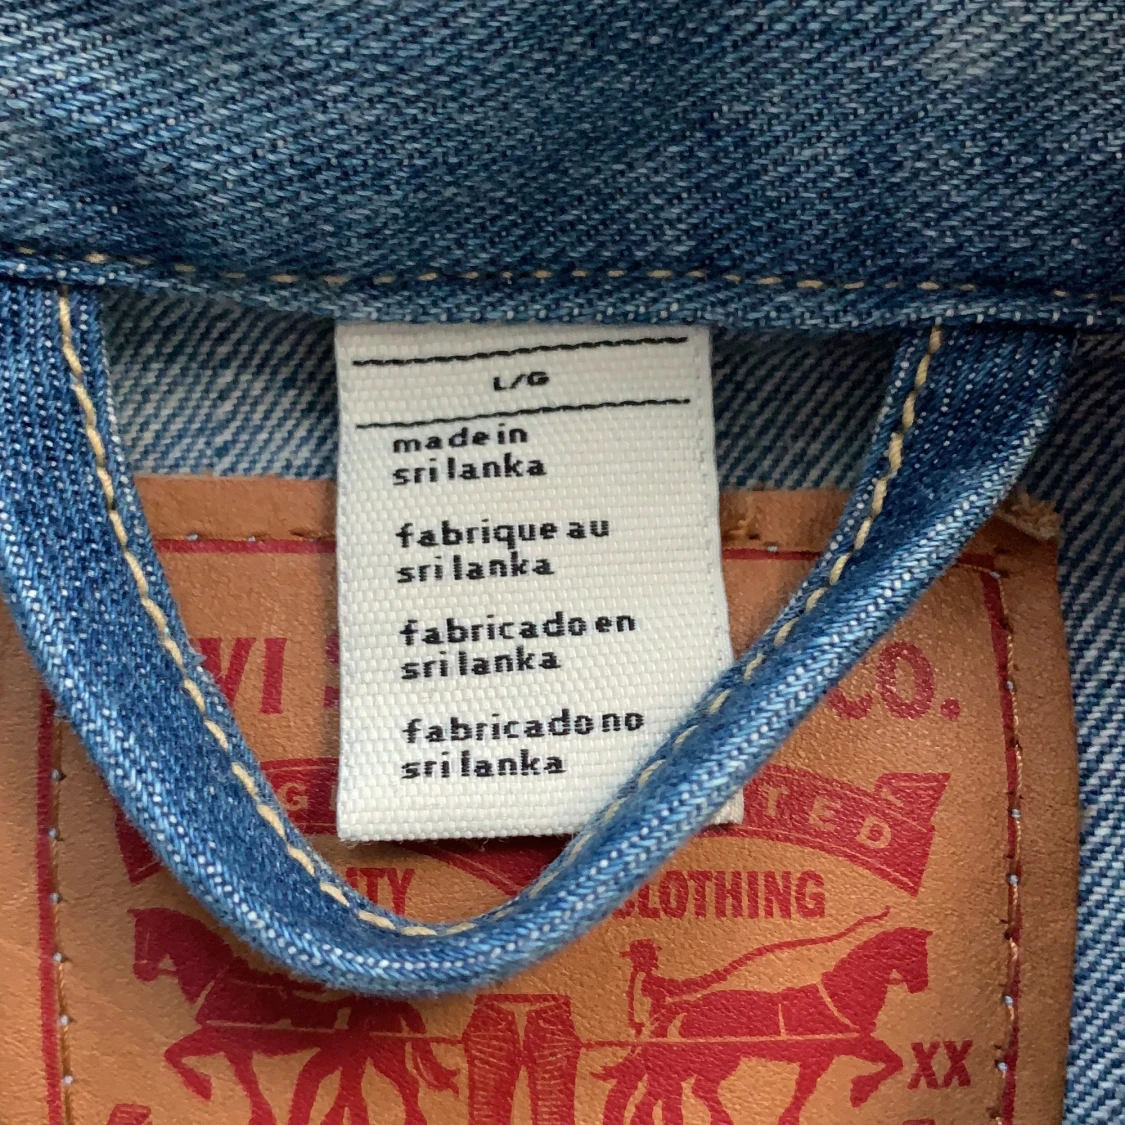 L/G
made in
sri lanka
fabrique au
sri lanka
fabricado en
sri lanka
fabricado no
sri lanka
CO.
CLOTHING
XX